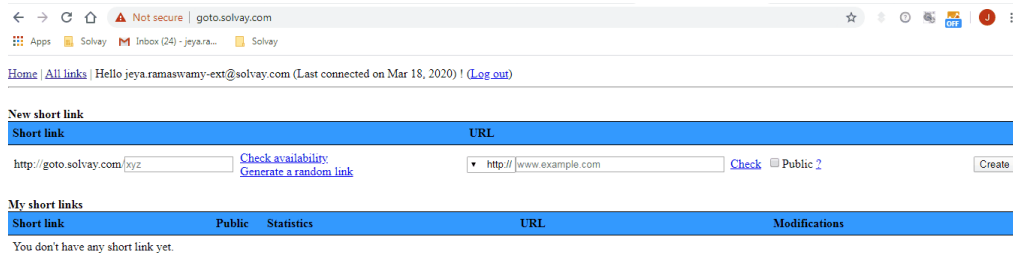 Not secure | goto.solvay.com
Apps Solvay Inbox (24) - jeya.ra... Solvay
OFF
J
Home | All links | Hello jeya.ramaswamy-ext@solvay.com (Last connected on Mar 18, 2020) ! (Log out)
New short link
Short link URL
http://goto.solvay.com/ xyz Check availability Generate a random link http:// www.example.com Check Public ? Create
My short links
Short link Public Statistics URL Modifications
You don't have any short link yet.